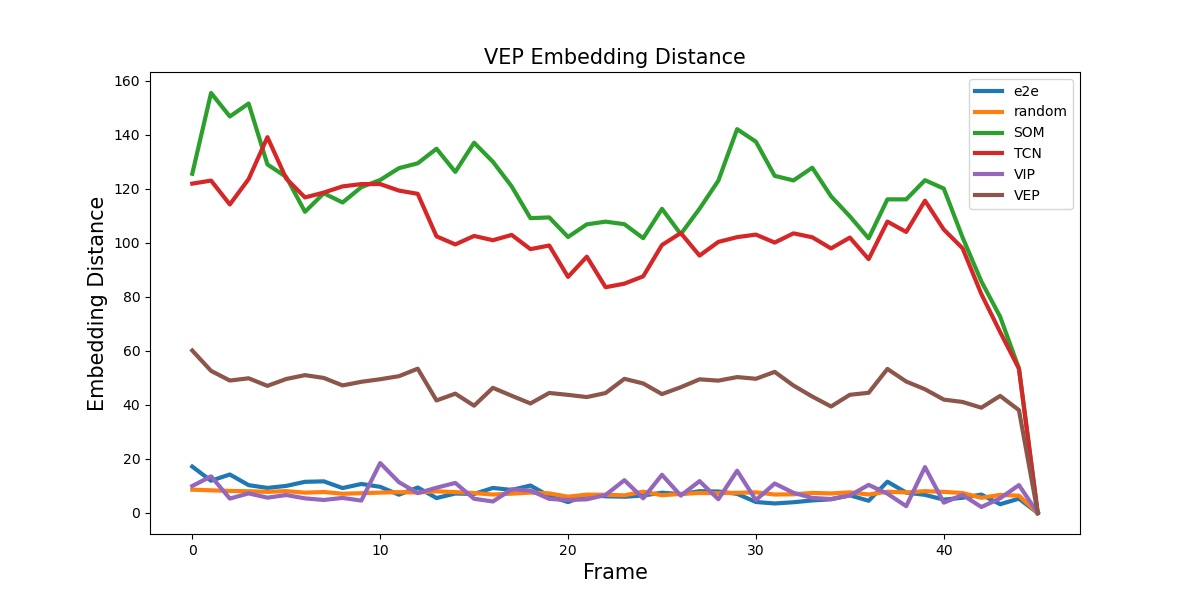 VEP Embedding Distance
Embedding Distance
160
140
120
100
80
60
40
20
0
0 10 20 30 40
Frame
e2e
random
SOM
TCN
VIP
VEP